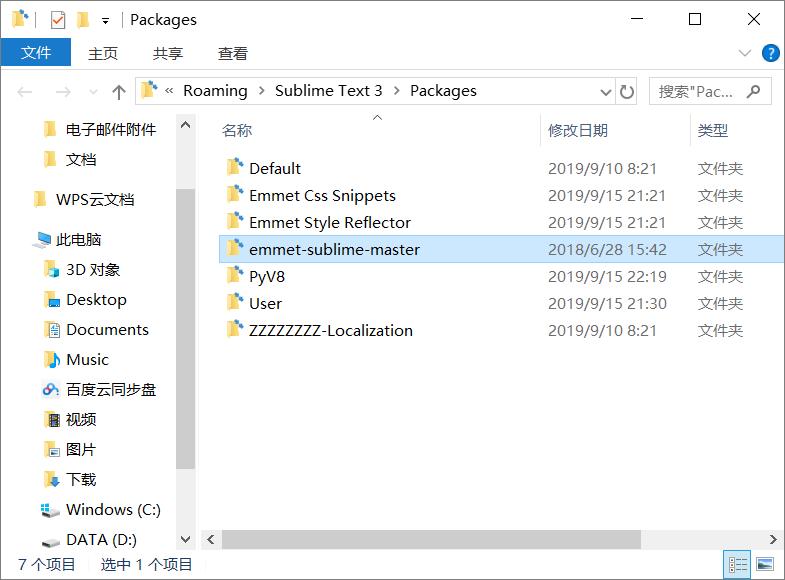 Packages
文件 主页 共享 查看
« Roaming > Sublime Text 3 > Packages
搜索"Pac...
电子邮件附件
文档
WPS云文档
此电脑
3D 对象
Desktop
Documents
Music
百度云同步盘
视频
图片
下载
Windows (C:)
DATA (D:)
名称 修改日期 类型
Default 2019/9/10 8:21 文件夹
Emmet Css Snippets 2019/9/15 21:21 文件夹
Emmet Style Reflector 2019/9/15 21:21 文件夹
emmet-sublime-master 2018/6/28 15:42 文件夹
PyV8 2019/9/15 22:19 文件夹
User 2019/9/15 21:30 文件夹
ZZZZZZZZ-Localization 2019/9/10 8:21 文件夹
7 个项目 选中 1 个项目